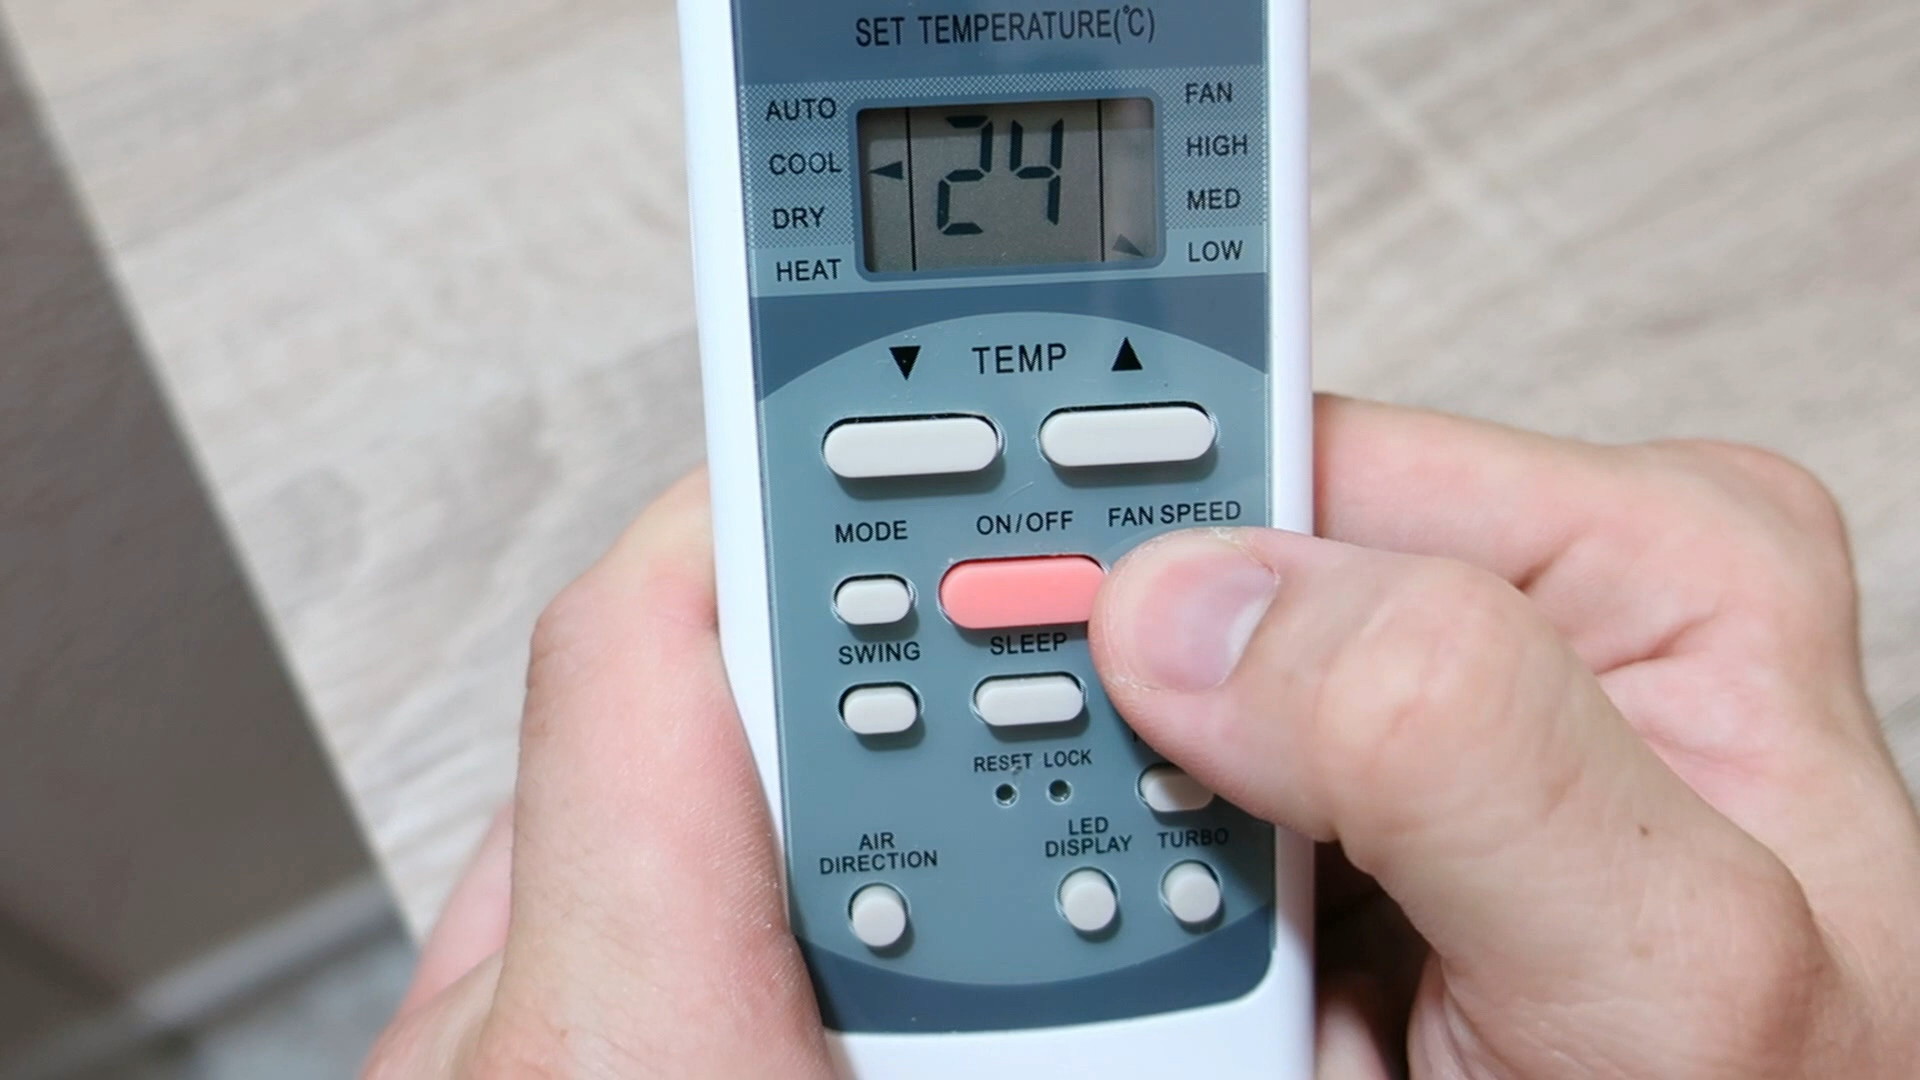 SET TEMPERATURE(℃)
AUTO
COOL
DRY
HEAT
24
FAN
HIGH
MED
LOW
▼ TEMP ▲
MODE
ON/OFF
FAN SPEED
SWING
SLEEP
RESET LOCK
AIR
DIRECTION
LED
DISPLAY
TURBO